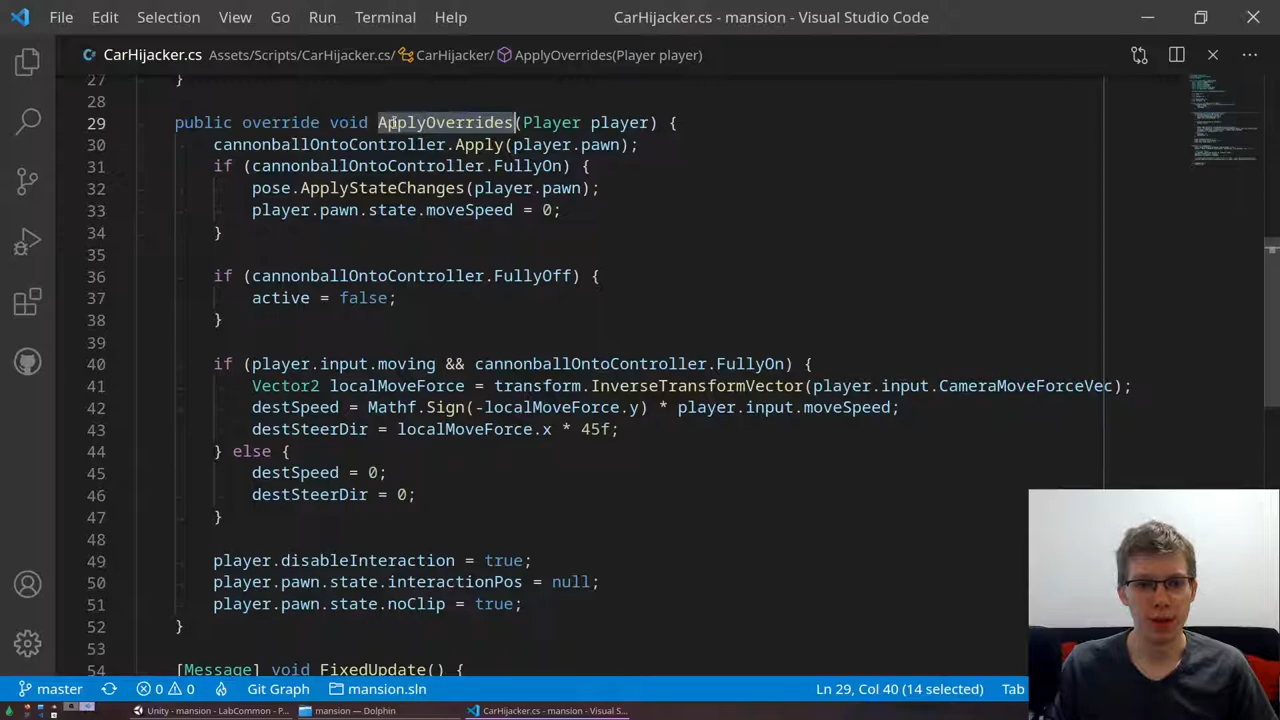 File Edit Selection View Go Run Terminal Help CarHijacker.cs - mansion - Visual Studio Code
CarHijacker.cs Assets/Scripts/CarHijacker.cs/ CarHijacker/ ApplyOverrides(Player player)
27 }
28
29 public override void ApplyOverrides(Player player) {
30 cannonballOntoController.Apply(player.pawn);
31 if (cannonballOntoController.FullyOn) {
32 pose.ApplyStateChanges(player.pawn);
33 player.pawn.state.moveSpeed = 0;
34 }
35
36 if (cannonballOntoController.FullyOff) {
37 active = false;
38 }
39
40 if (player.input.moving && cannonballOntoController.FullyOn) {
41 Vector2 localMoveForce = transform.InverseTransformVector(player.input.CameraMoveForceVec);
42 destSpeed = Mathf.Sign(-localMoveForce.y) * player.input.moveSpeed;
43 destSteerDir = localMoveForce.x * 45f;
44 } else {
45 destSpeed = 0;
46 destSteerDir = 0;
47 }
48
49 player.disableInteraction = true;
50 player.pawn.state.interactionPos = null;
51 player.pawn.state.noClip = true;
52 }
53
54 [Message] void FixedUpdate() {
master 0 0 Git Graph mansion.sln Ln 29, Col 40 (14 selected) Tab
Unity - mansion - LabCommon - P... mansion — Dolphin CarHijacker.cs - mansion - Visual S...